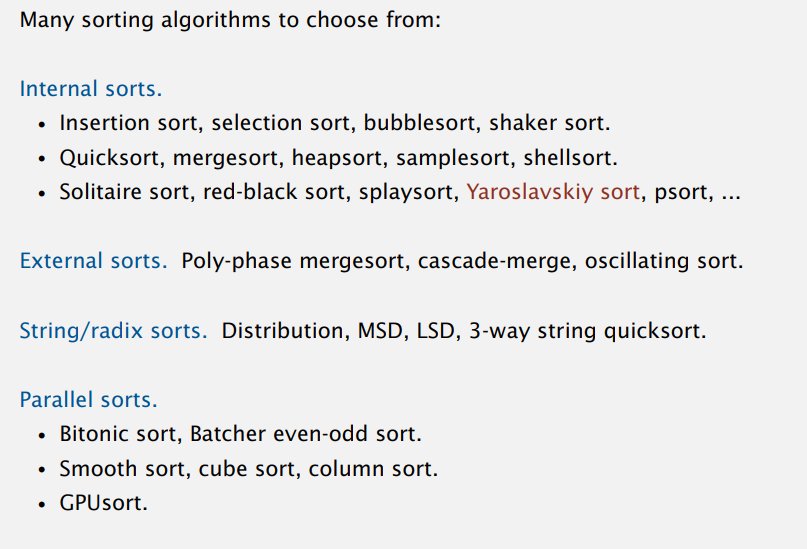 Many sorting algorithms to choose from:
Internal sorts.
• Insertion sort, selection sort, bubblesort, shaker sort.
• Quicksort, mergesort, heapsort, samplesort, shellsort.
• Solitaire sort, red-black sort, splaysort, Yaroslavskiy sort, psort, ...
External sorts. Poly-phase mergesort, cascade-merge, oscillating sort.
String/radix sorts. Distribution, MSD, LSD, 3-way string quicksort.
Parallel sorts.
• Bitonic sort, Batcher even-odd sort.
• Smooth sort, cube sort, column sort.
• GPUsort.